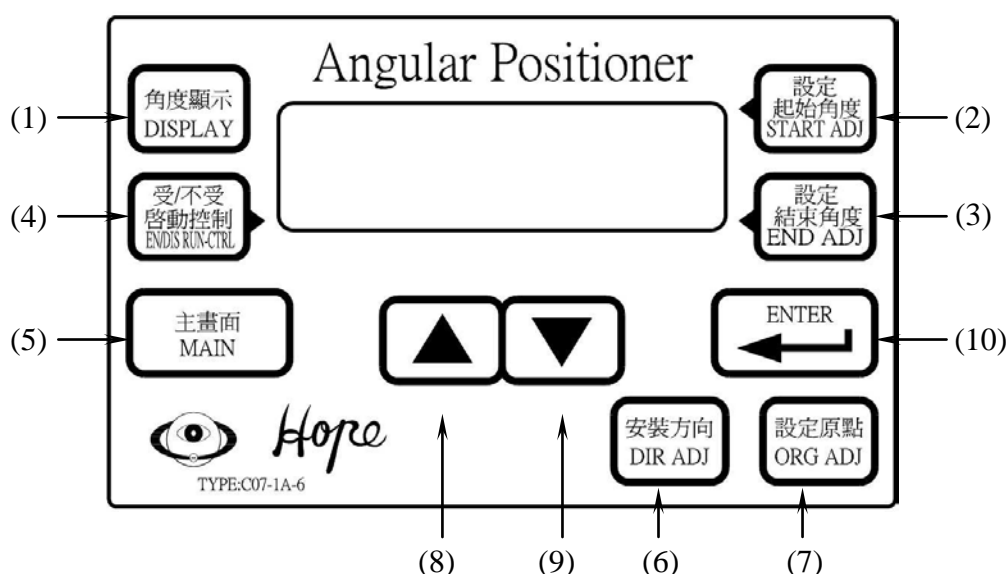 Angular Positioner
(1)
角度顯示
DISPLAY
設定
起始角度
START ADJ
(2)
(4)
受/不受
啓動控制
ENDIS RUN-CTRL
設定
結束角度
END ADJ
(3)
(5)
主畫面
MAIN
ENTER
(10)
Hope
TYPE:C07-1A-6
安裝方向
DIR ADJ
設定原點
ORG ADJ
(8)
(9)
(6)
(7)